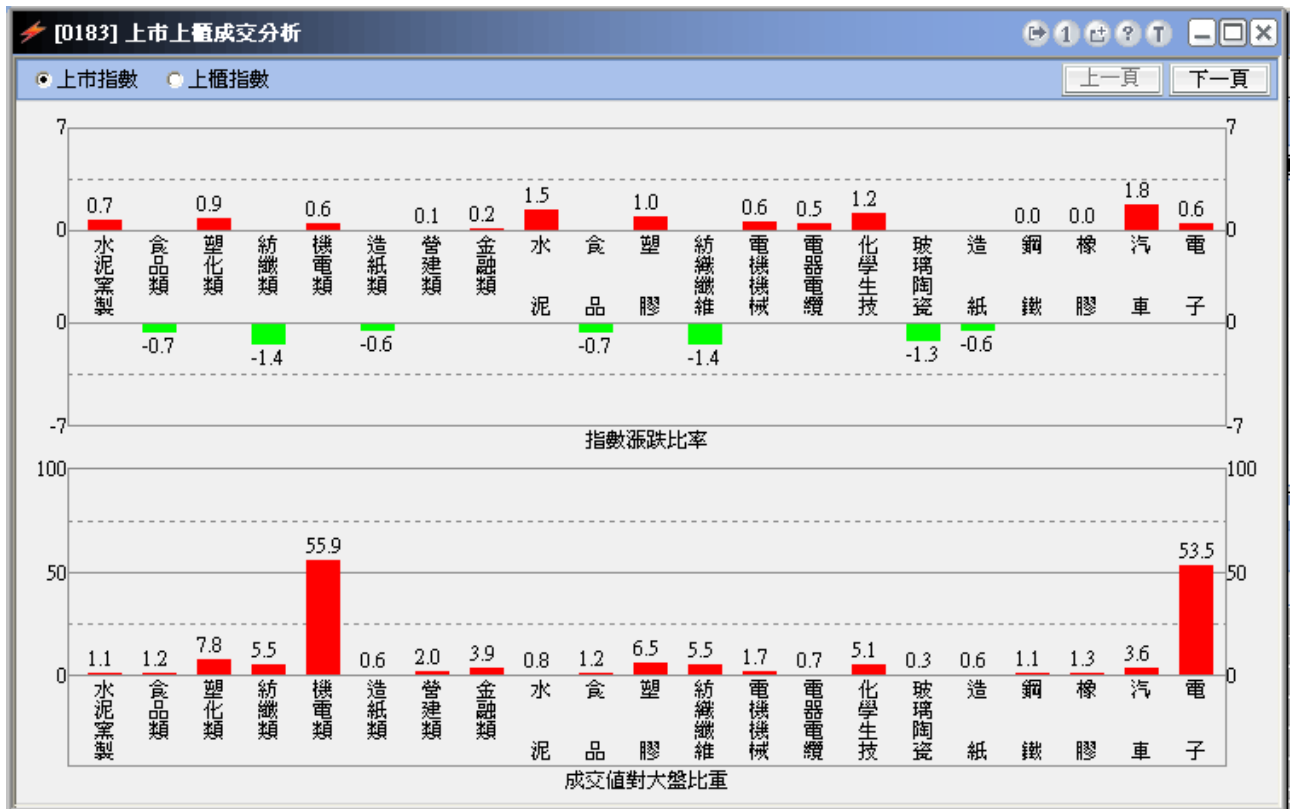 [0183] 上市上櫃成交分析
1 ? T
上市指數 上櫃指數 上一頁 下一頁
7 7
0.7 0.9 0.6 0.1 0.2 1.5 1.0 0.6 0.5 1.2 0.0 0.0 1.8 0.6
0 0
水泥窯製 食品類 塑化類 紡纖類 機電類 造紙類 營建類 金融類 水泥 食品 塑膠 紡織纖維 電機機械 電器電纜 化學生技 玻璃陶瓷 造紙 鋼鐵 橡膠 汽車 電子
0 0
-0.7 -1.4 -0.6 -0.7 -1.4 -1.3 -0.6
-7 -7
指數漲跌比率
100 100
55.9 53.5
50 50
1.1 1.2 7.8 5.5 0.6 2.0 3.9 0.8 1.2 6.5 5.5 1.7 0.7 5.1 0.3 0.6 1.1 1.3 3.6
0 0
水泥窯製 食品類 塑化類 紡纖類 機電類 造紙類 營建類 金融類 水泥 食品 塑膠 紡織纖維 電機機械 電器電纜 化學生技 玻璃陶瓷 造紙 鋼鐵 橡膠 汽車 電子
成交值對大盤比重